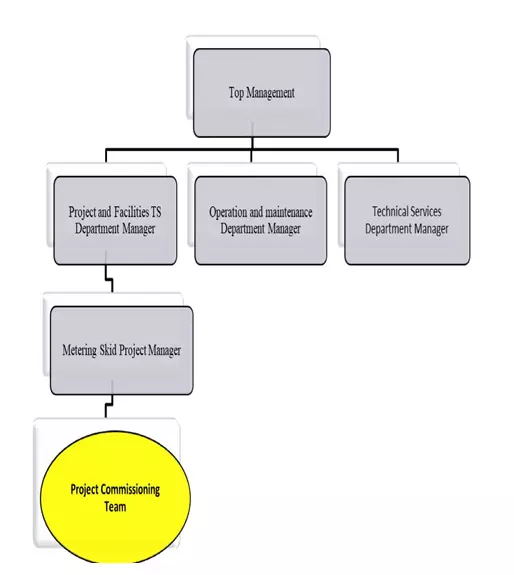 Top Management
Project and Facilities TS
Department Manager
Operation and maintenance
Department Manager
Technical Services
Department Manager
Metering Skid Project Manager
Project Commissioning
Team